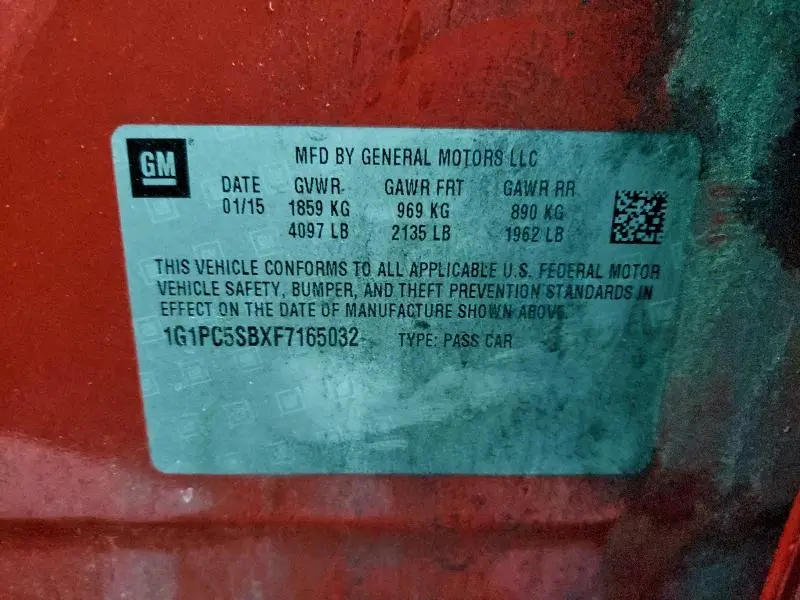 GM
MFD BY GENERAL MOTORS LLC
DATE GVWR GAWR FRT GAWR RR
01/15 1859 KG 969 KG 890 KG
4097 LB 2135 LB 1962 LB
THIS VEHICLE CONFORMS TO ALL APPLICABLE U.S. FEDERAL MOTOR
VEHICLE SAFETY, BUMPER, AND THEFT PREVENTION STANDARDS IN
EFFECT ON THE DATE OF MANUFACTURE SHOWN ABOVE.
1G1PC5SBXF7165032 TYPE: PASS CAR